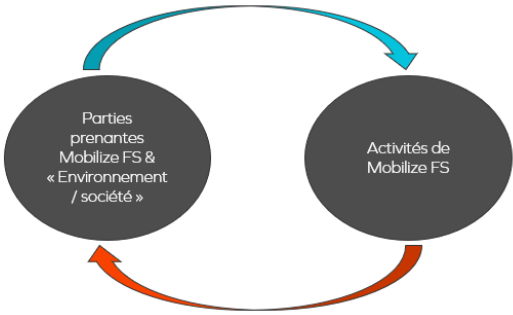 Parties
prenantes
Mobilize FS &
« Environnement
/ société »
Activités de
Mobilize FS